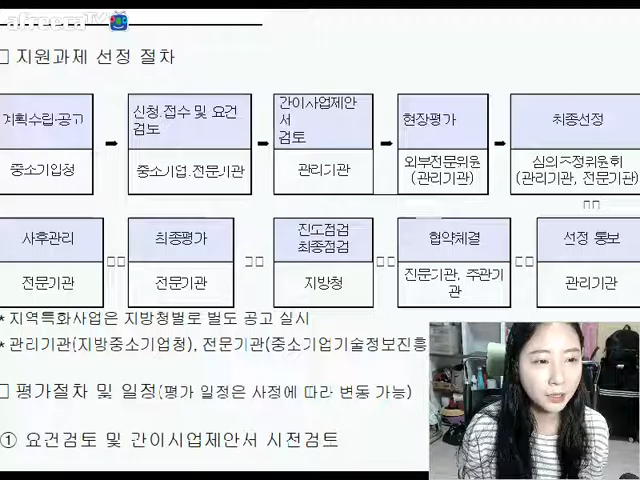 afreecaTV
□ 지원과제 선정 절차
계획수립·공고
중소기업청
신청.접수 및 요건
검토
중소기업.전문기관
간이사업제안
서
검토
관리기관
현장평가
외부전문위원
(관리기관)
최종선정
심의조정위원회
(관리기관, 전문기관)
사후관리
전문기관
최종평가
전문기관
진도점검
최종점검
지방청
협약체결
전문기관, 주관기
관
선정 통보
관리기관
* 지역특화사업은 지방청별로 별도 공고 실시
* 관리기관(지방중소기업청), 전문기관(중소기업기술정보진흥
□ 평가절차 및 일정(평가 일정은 사정에 따라 변동 가능)
① 요건검토 및 간이사업제안서 사전검토